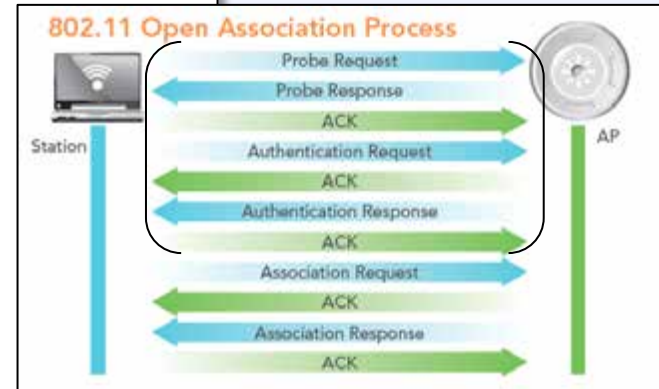 802.11 Open Association Process
Probe Request
Probe Response
ACK
Station
AP
Authentication Request
ACK
Authentication Response
ACK
Association Request
ACK
Association Response
ACK